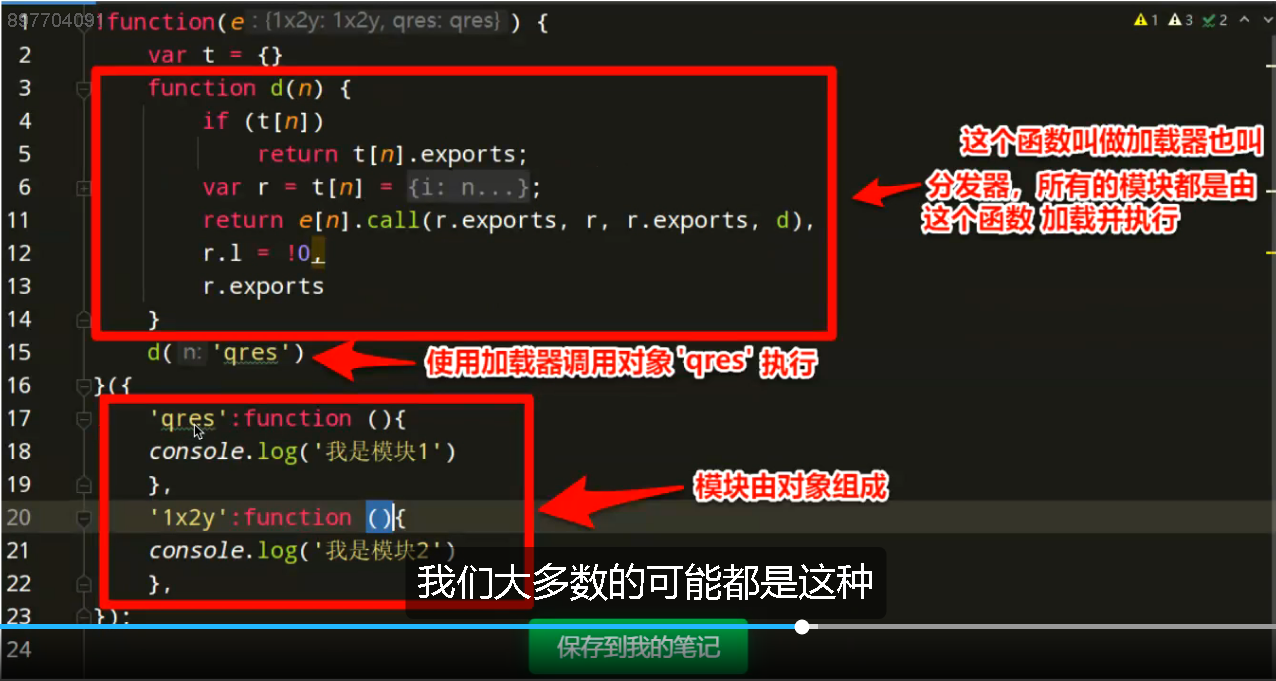 897704091
1 !function(e : {1x2y: 1x2y, qres: qres} ) {
1 3 2
2 var t = {}
3 function d(n) {
4 if (t[n])
5 return t[n].exports;
6 var r = t[n] = {i: n...};
11 return e[n].call(r.exports, r, r.exports, d),
12 r.l = !0,
13 r.exports
14 }
这个函数叫做加载器也叫
分发器，所有的模块都是由
这个函数 加载并执行
15 d( n: 'qres')
使用加载器调用对象 'qres' 执行
16 }({
17 'qres':function (){
18 console.log('我是模块1')
19 },
模块由对象组成
20 '1x2y':function (){
21 console.log('我是模块2')
22 },
我们大多数的可能都是这种
23 });
24
保存到我的笔记